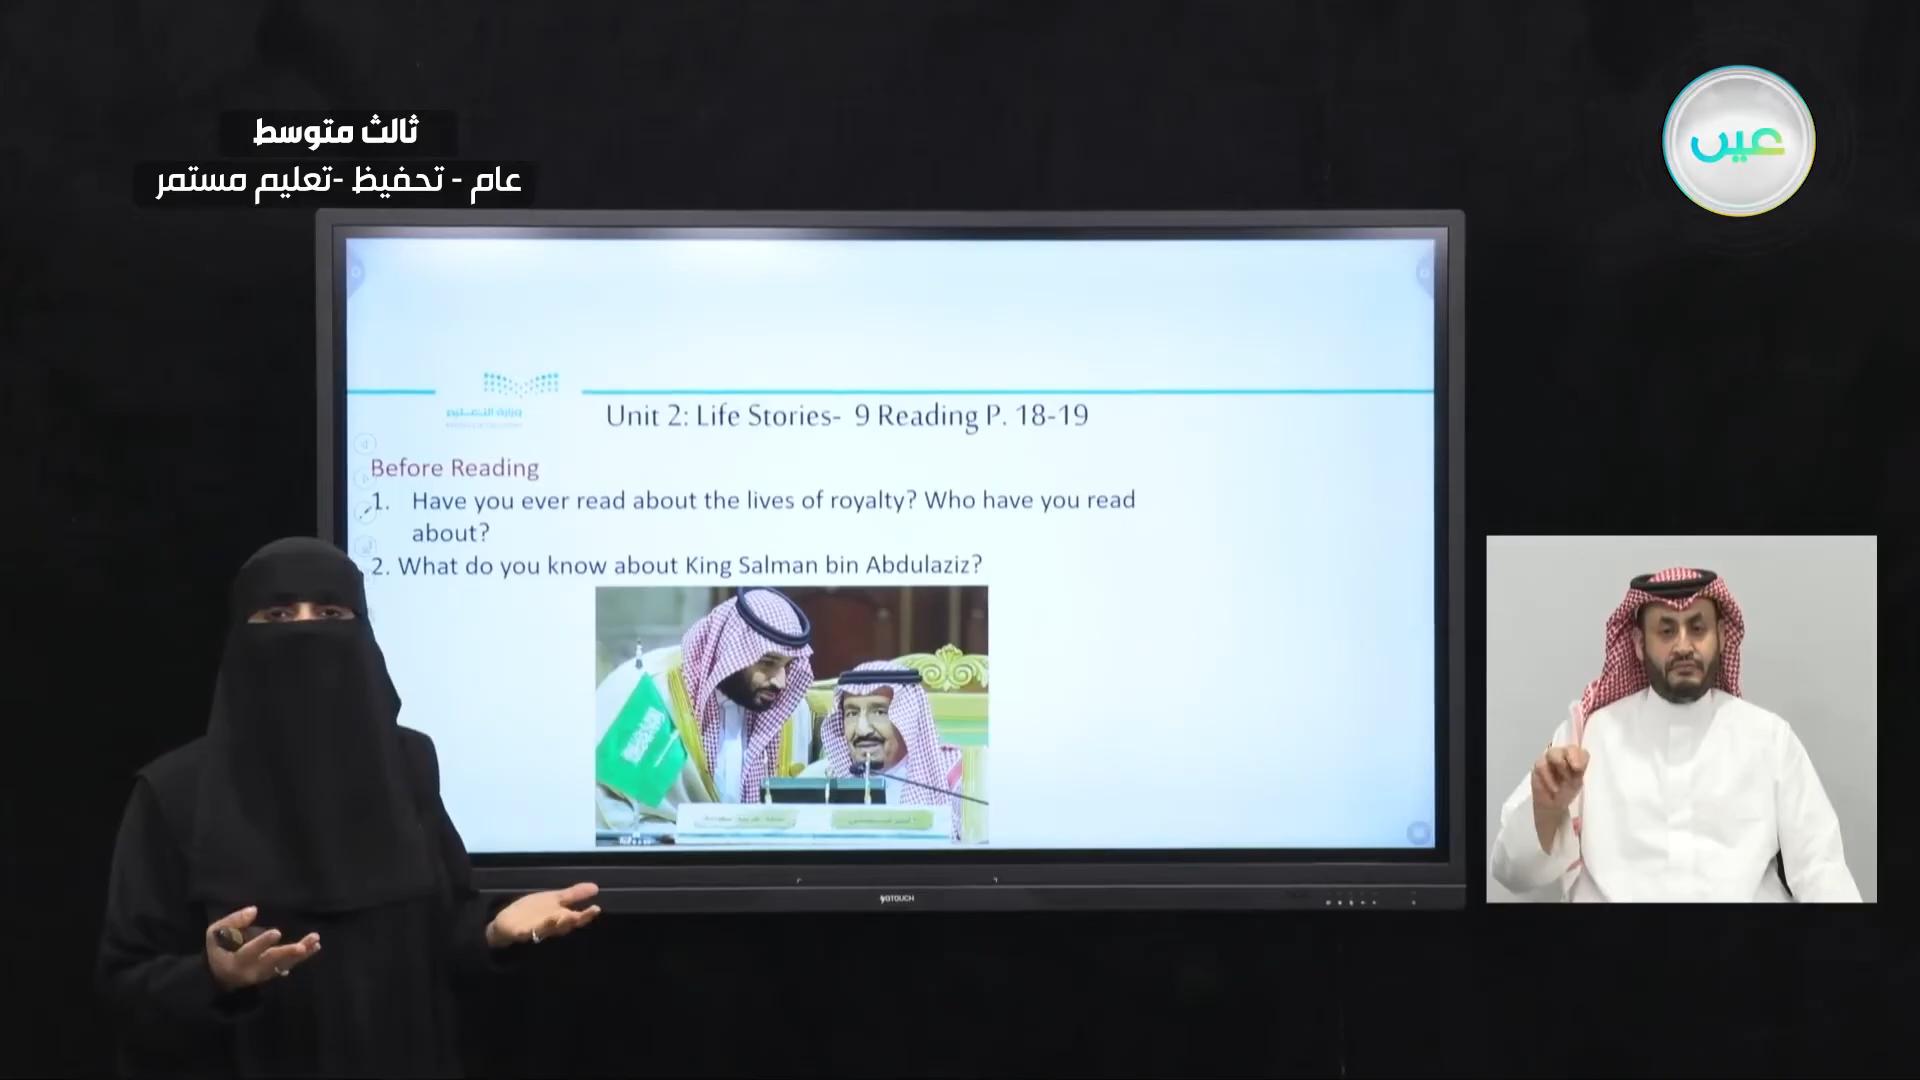 ثالث متوسط
عام - تحفيظ -تعليم مستمر
عين
وزارة التعليم
Unit 2: Life Stories- 9 Reading P. 18-19
Before Reading
1. Have you ever read about the lives of royalty? Who have you read
about?
2. What do you know about King Salman bin Abdulaziz?